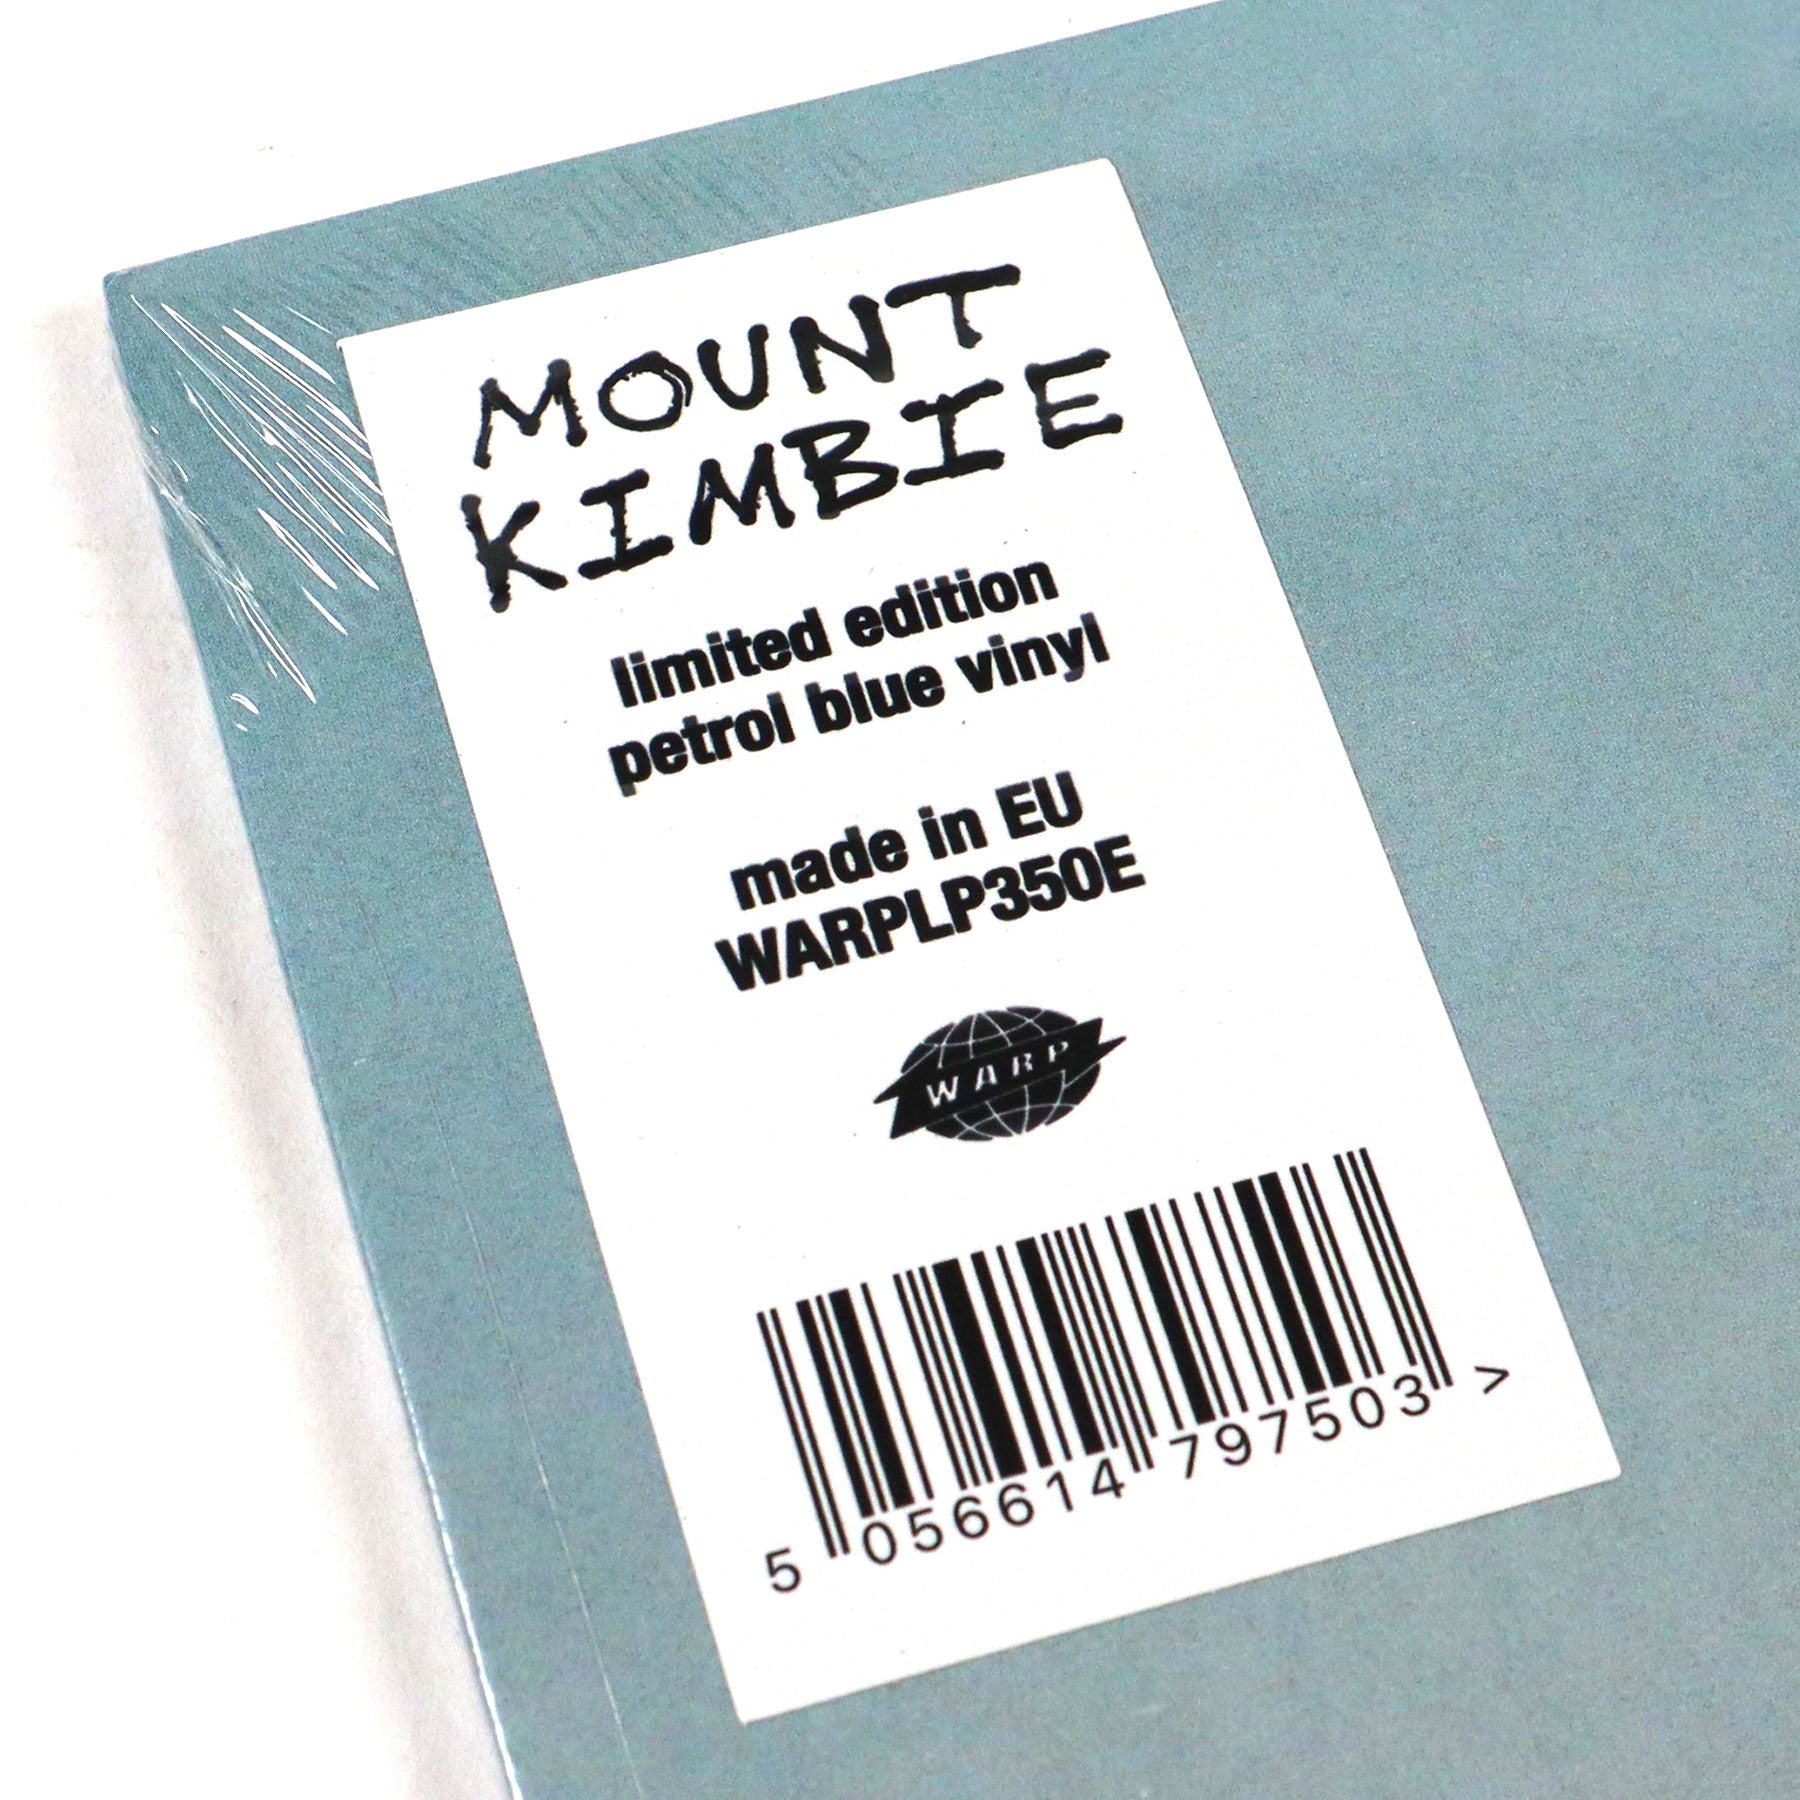 MOUNT
KIMBIE
limited edition
petrol blue vinyl
made in EU
WARPLP350E
WARP
5 056614 797503 >